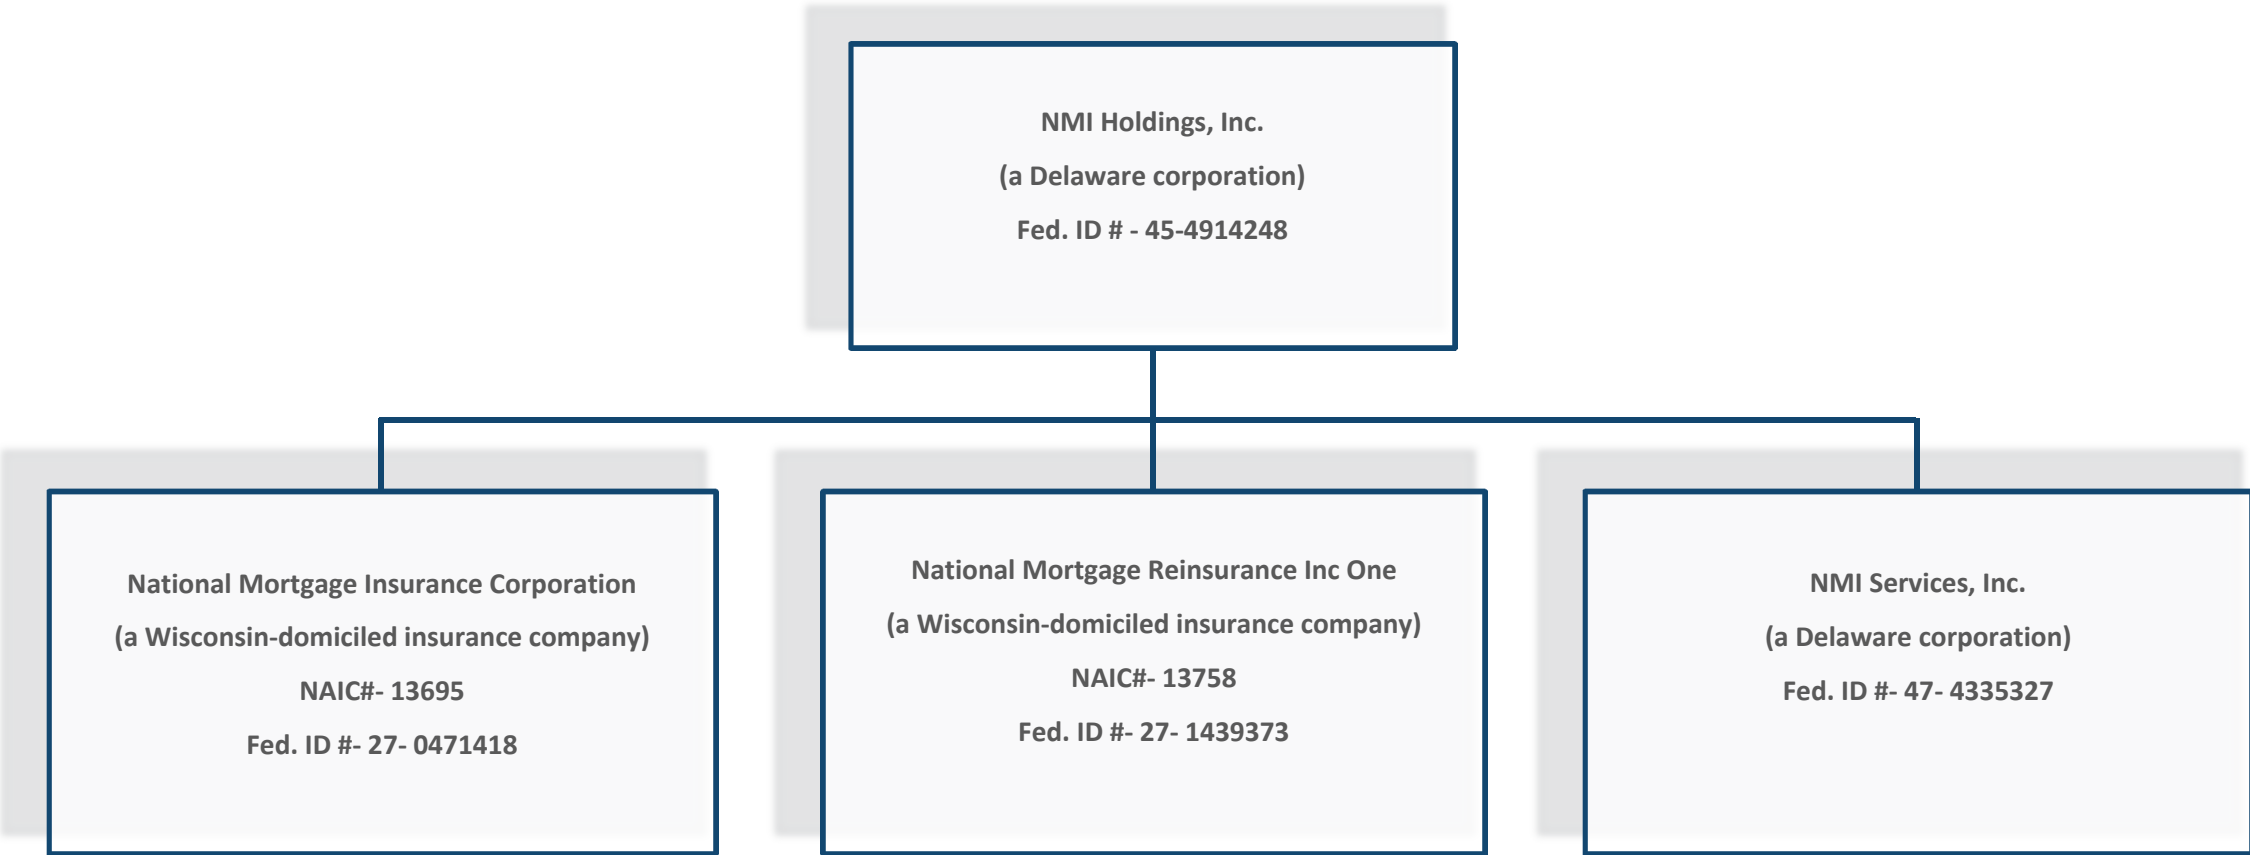 NMI Holdings, Inc.
(a Delaware corporation)
Fed. ID # - 45-4914248
National Mortgage Insurance Corporation
(a Wisconsin-domiciled insurance company)
NAIC#- 13695
Fed. ID #- 27- 0471418
National Mortgage Reinsurance Inc One
(a Wisconsin-domiciled insurance company)
NAIC#- 13758
Fed. ID #- 27- 1439373
NMI Services, Inc.
(a Delaware corporation)
Fed. ID #- 47- 4335327